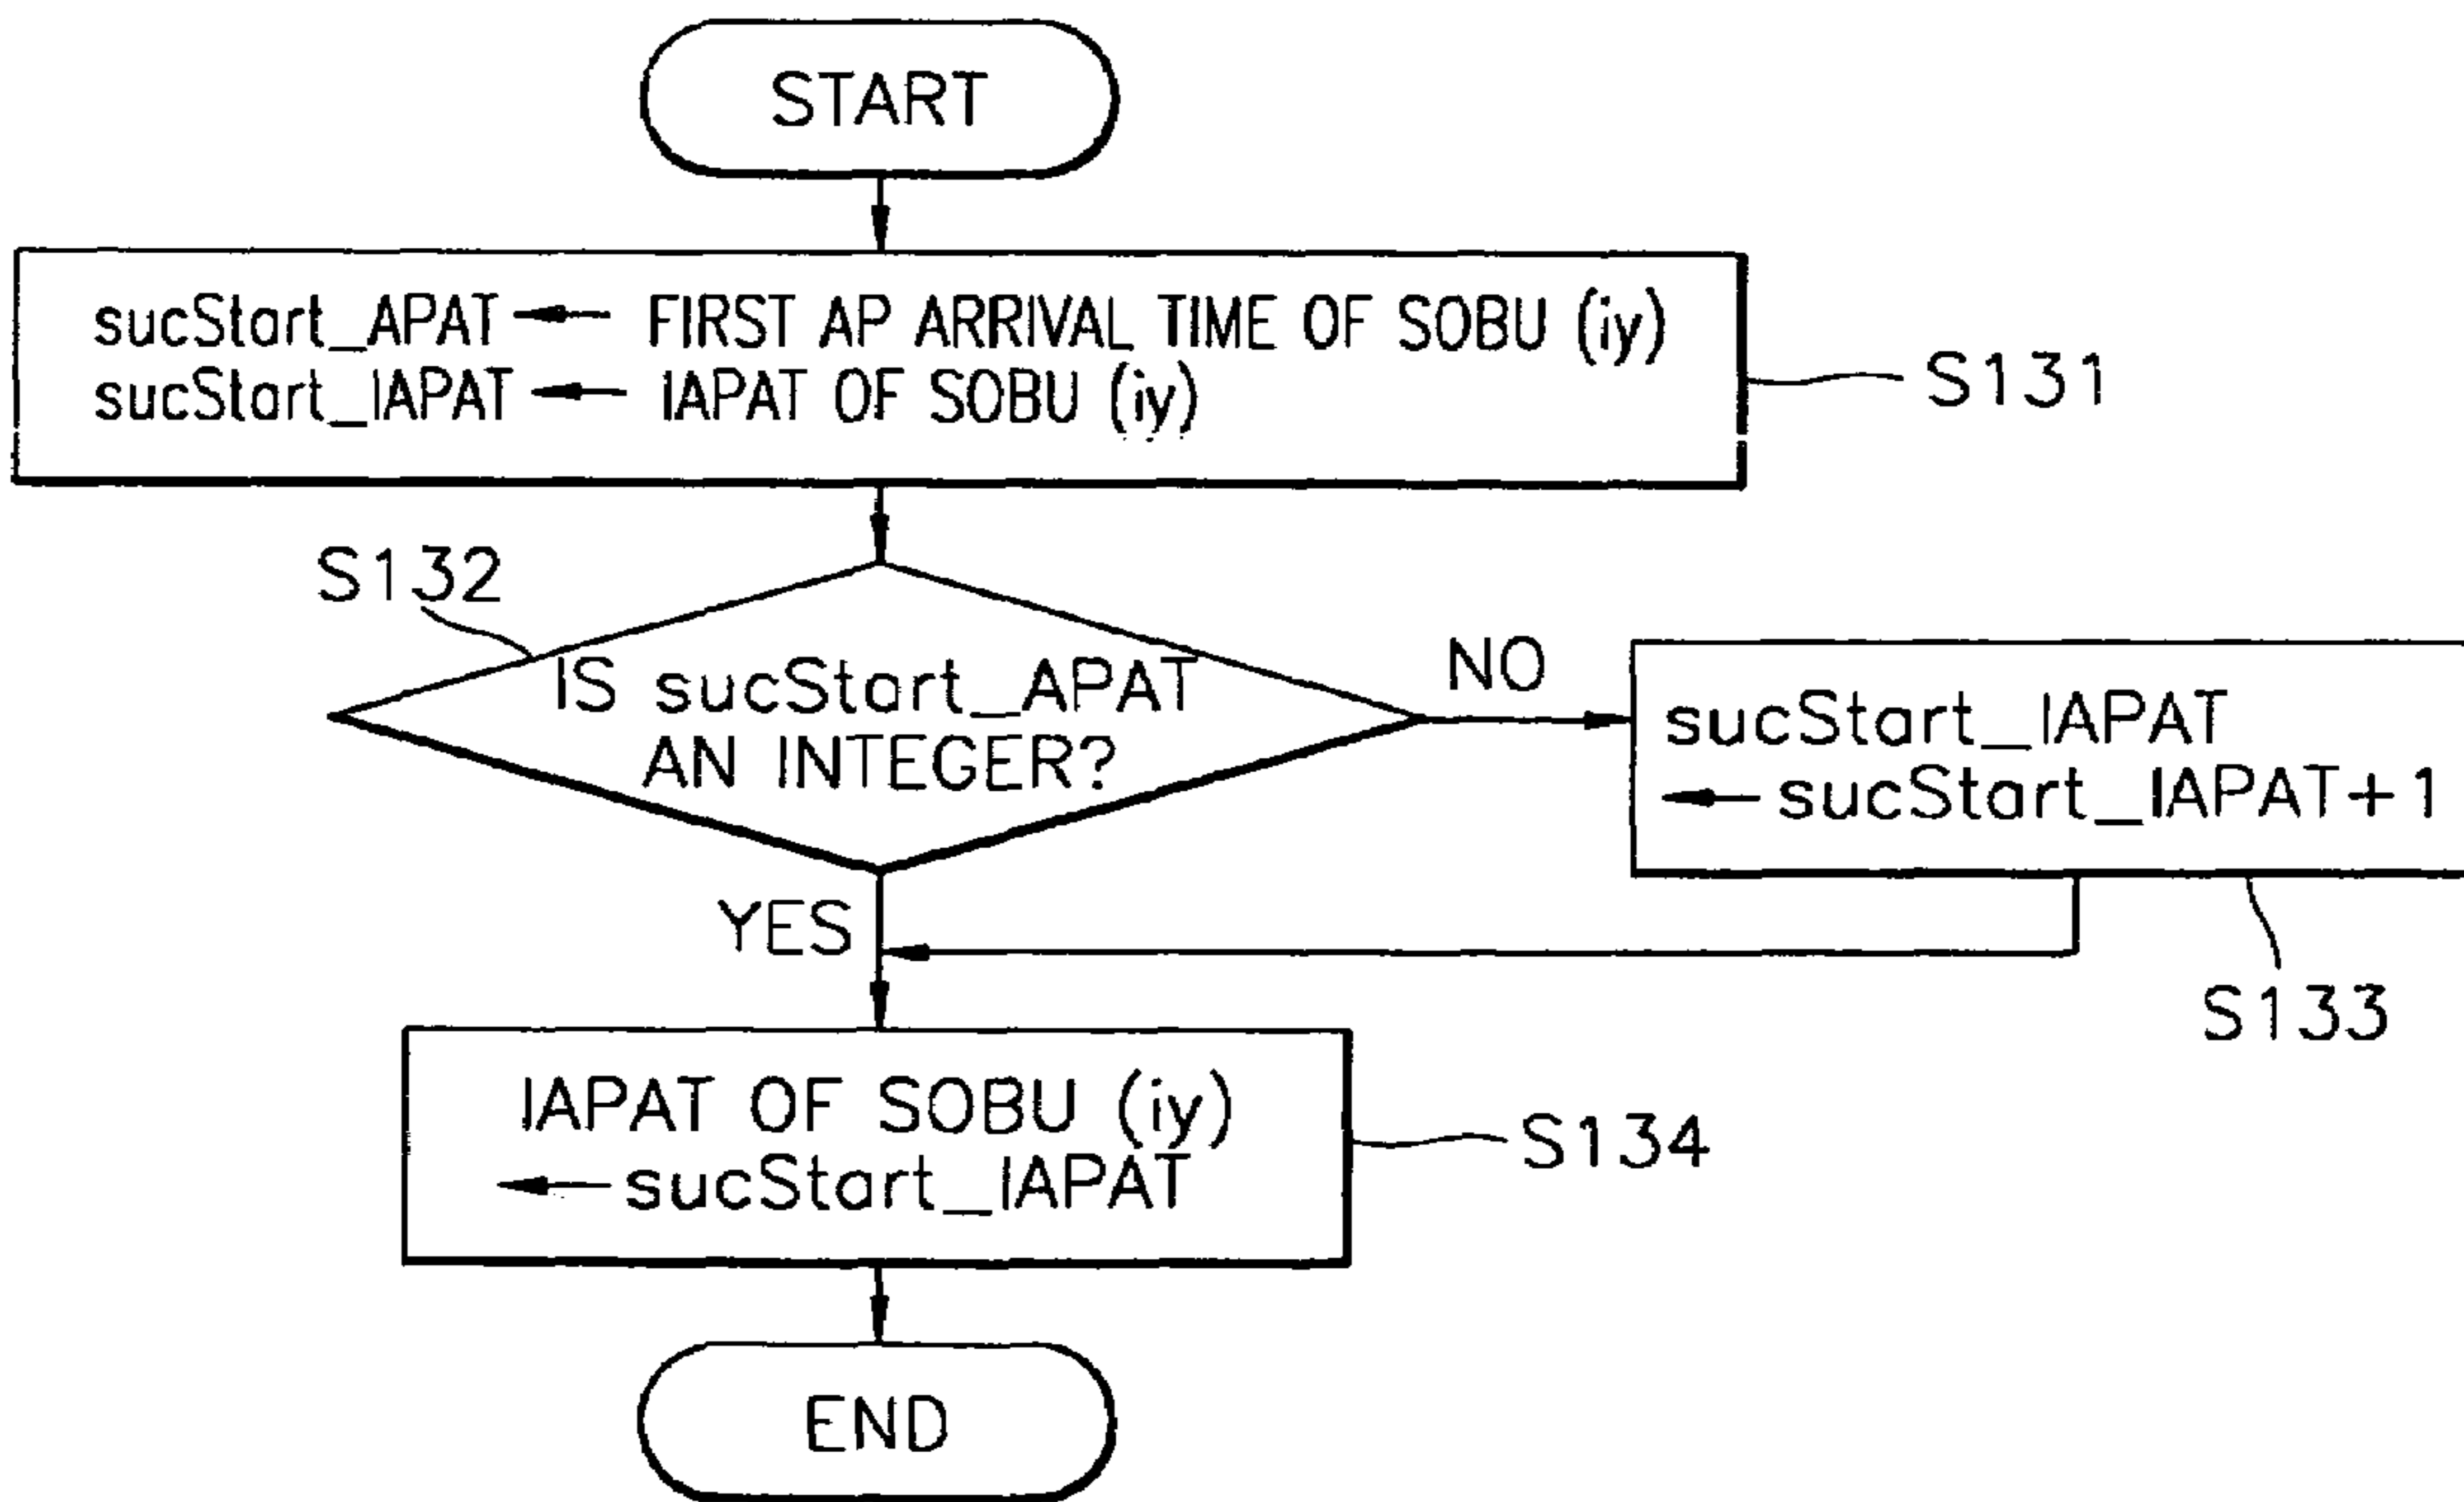 START
sucStart_APAT ← FIRST AP ARRIVAL TIME OF SOBU (iy)
sucStart_IAPAT ← IAPAT OF SOBU (iy)
S131
S132
IS sucStart_APAT
AN INTEGER?
NO
sucStart_IAPAT
← sucStart_IAPAT+1
S133
YES
IAPAT OF SOBU (iy)
← sucStart_IAPAT
S134
END